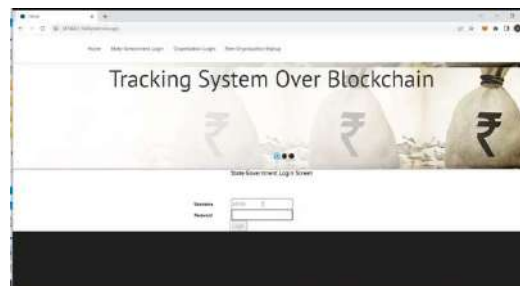 Home State Government Login Organization Login New Organization Signup
Tracking System Over Blockchain
₹ ₹ ₹
State Government Login Screen
Username
Password
Login